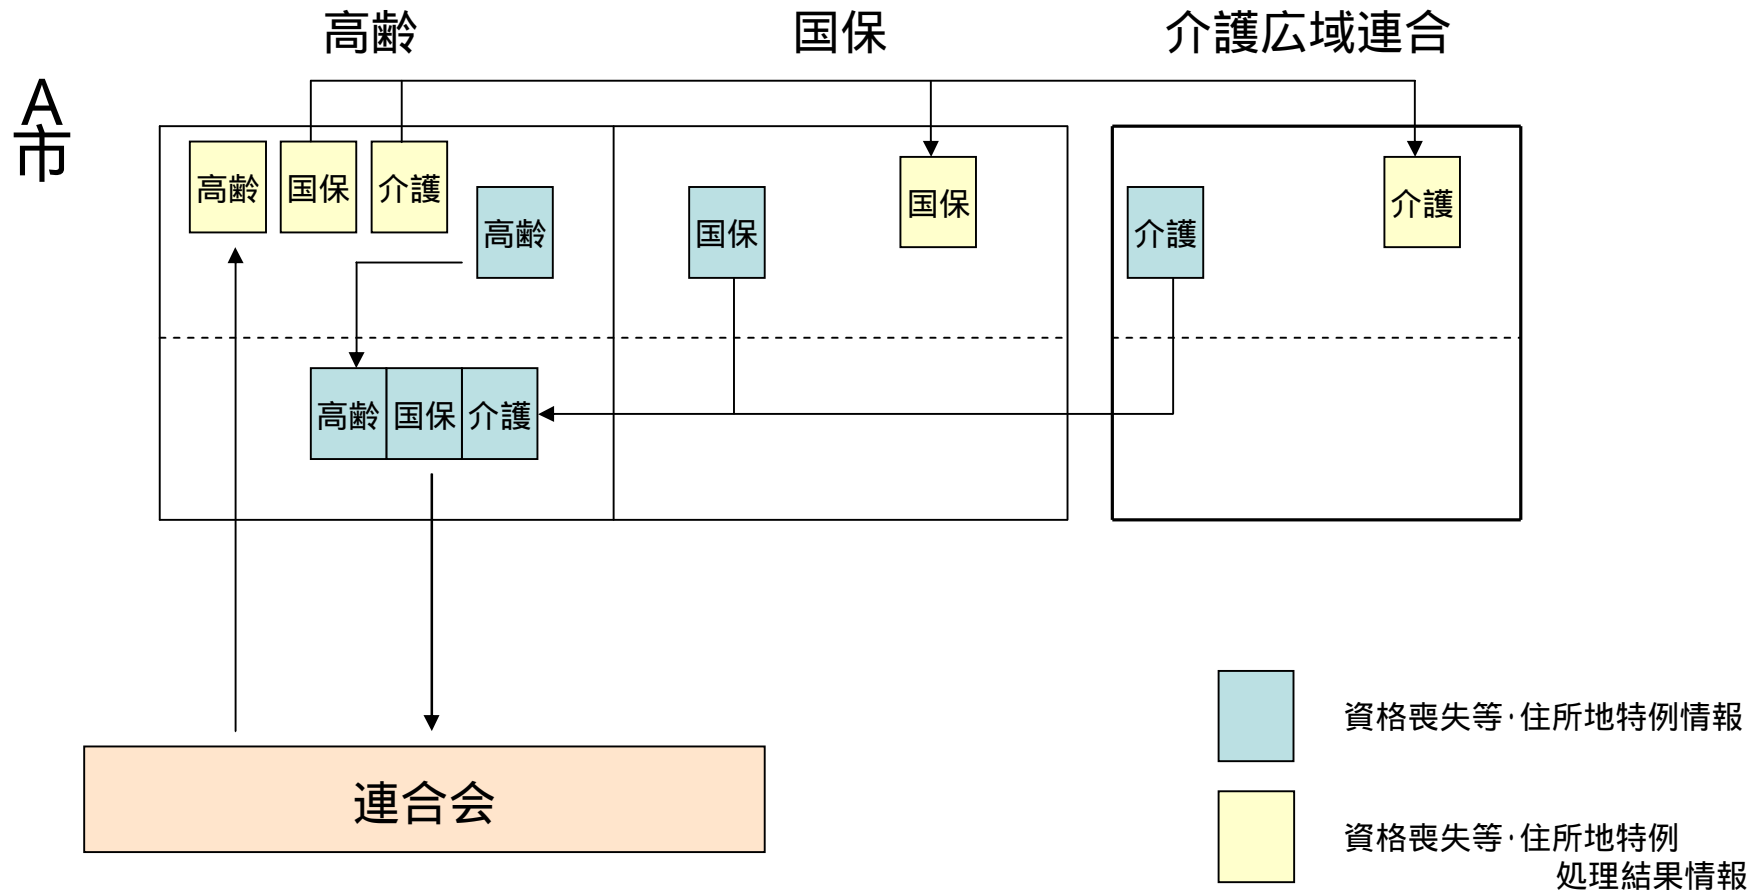 高齢 国保 介護広域連合
A市
高齢 国保 介護
高齢
国保
国保
介護
介護
高齢 国保 介護
連合会
資格喪失等・住所地特例情報
資格喪失等・住所地特例
処理結果情報